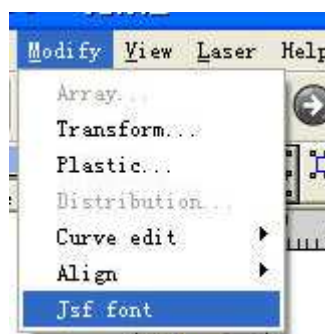 Modify View Laser Help
Array...
Transform...
Plastic...
Distribution...
Curve edit
Align
Jsf font